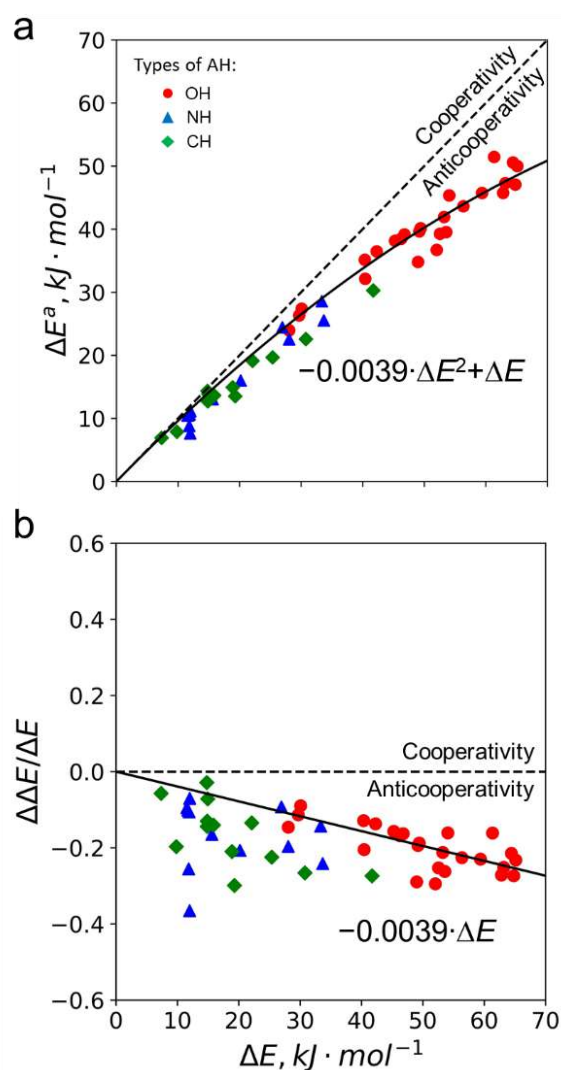 a
70
60
50
40
30
20
10
0
ΔEᵃ, kJ·mol⁻¹
Types of AH:
OH
NH
CH
Cooperativity
Anticooperativity
−0.0039·ΔE²+ΔE
b
0.6
0.4
0.2
0.0
−0.2
−0.4
−0.6
ΔΔE/ΔE
Cooperativity
Anticooperativity
−0.0039·ΔE
0 10 20 30 40 50 60 70
ΔE, kJ·mol⁻¹